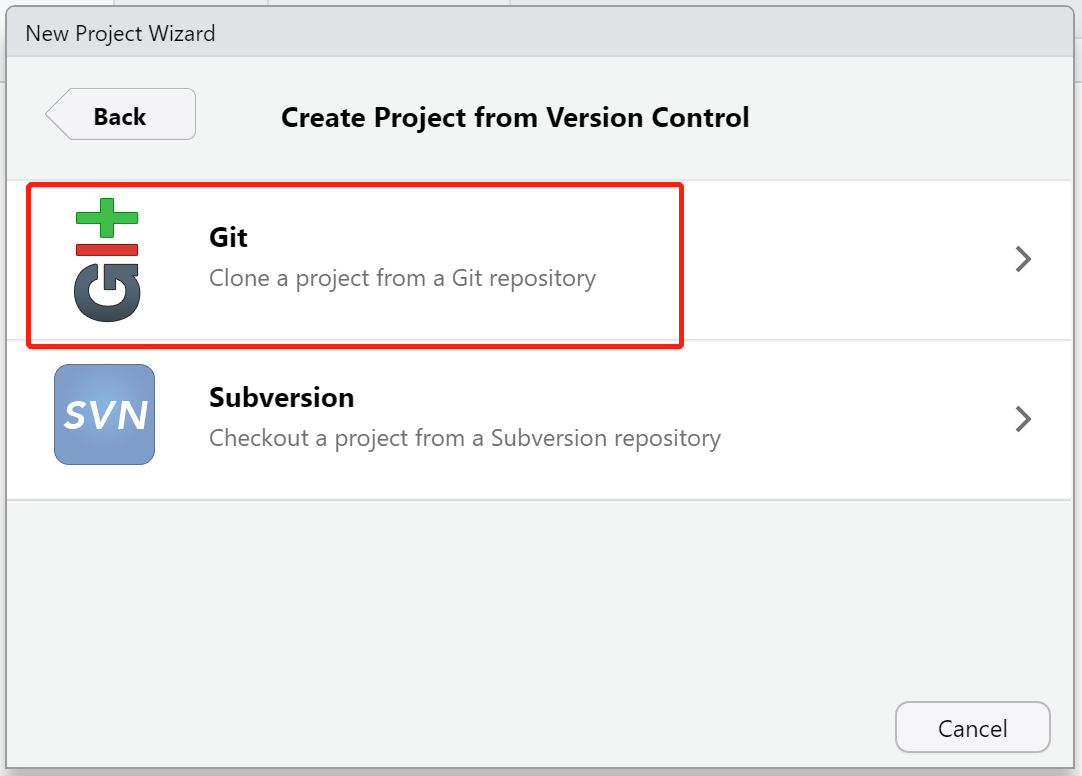 New Project Wizard
Back
Create Project from Version Control
Git
Git
Clone a project from a Git repository
SVN
Subversion
Checkout a project from a Subversion repository
Cancel